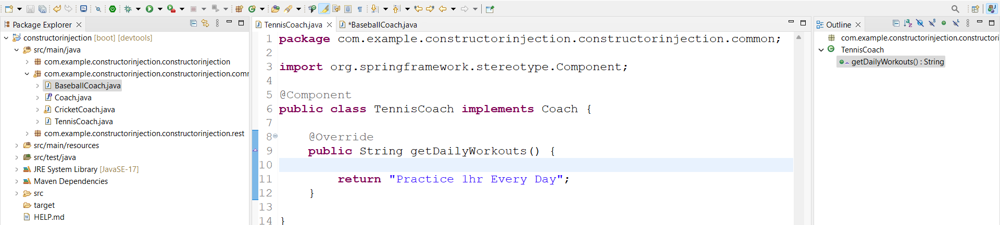 Package Explorer
constructorinjection [boot] [devtools]
src/main/java
com.example.constructorinjection.constructorinjection
com.example.constructorinjection.constructorinjection.comm
BaseballCoach.java
Coach.java
CricketCoach.java
TennisCoach.java
com.example.constructorinjection.constructorinjection.rest
src/main/resources
src/test/java
JRE System Library [JavaSE-17]
Maven Dependencies
src
target
HELP.md
TennisCoach.java *BaseballCoach.java
1 package com.example.constructorinjection.constructorinjection.common;
2
3 import org.springframework.stereotype.Component;
4
5 @Component
6 public class TennisCoach implements Coach {
7
8 @Override
9 public String getDailyWorkouts() {
10
11 return "Practice 1hr Every Day";
12 }
13
14 }
Outline
com.example.constructorinjection.constructori
TennisCoach
getDailyWorkouts() : String